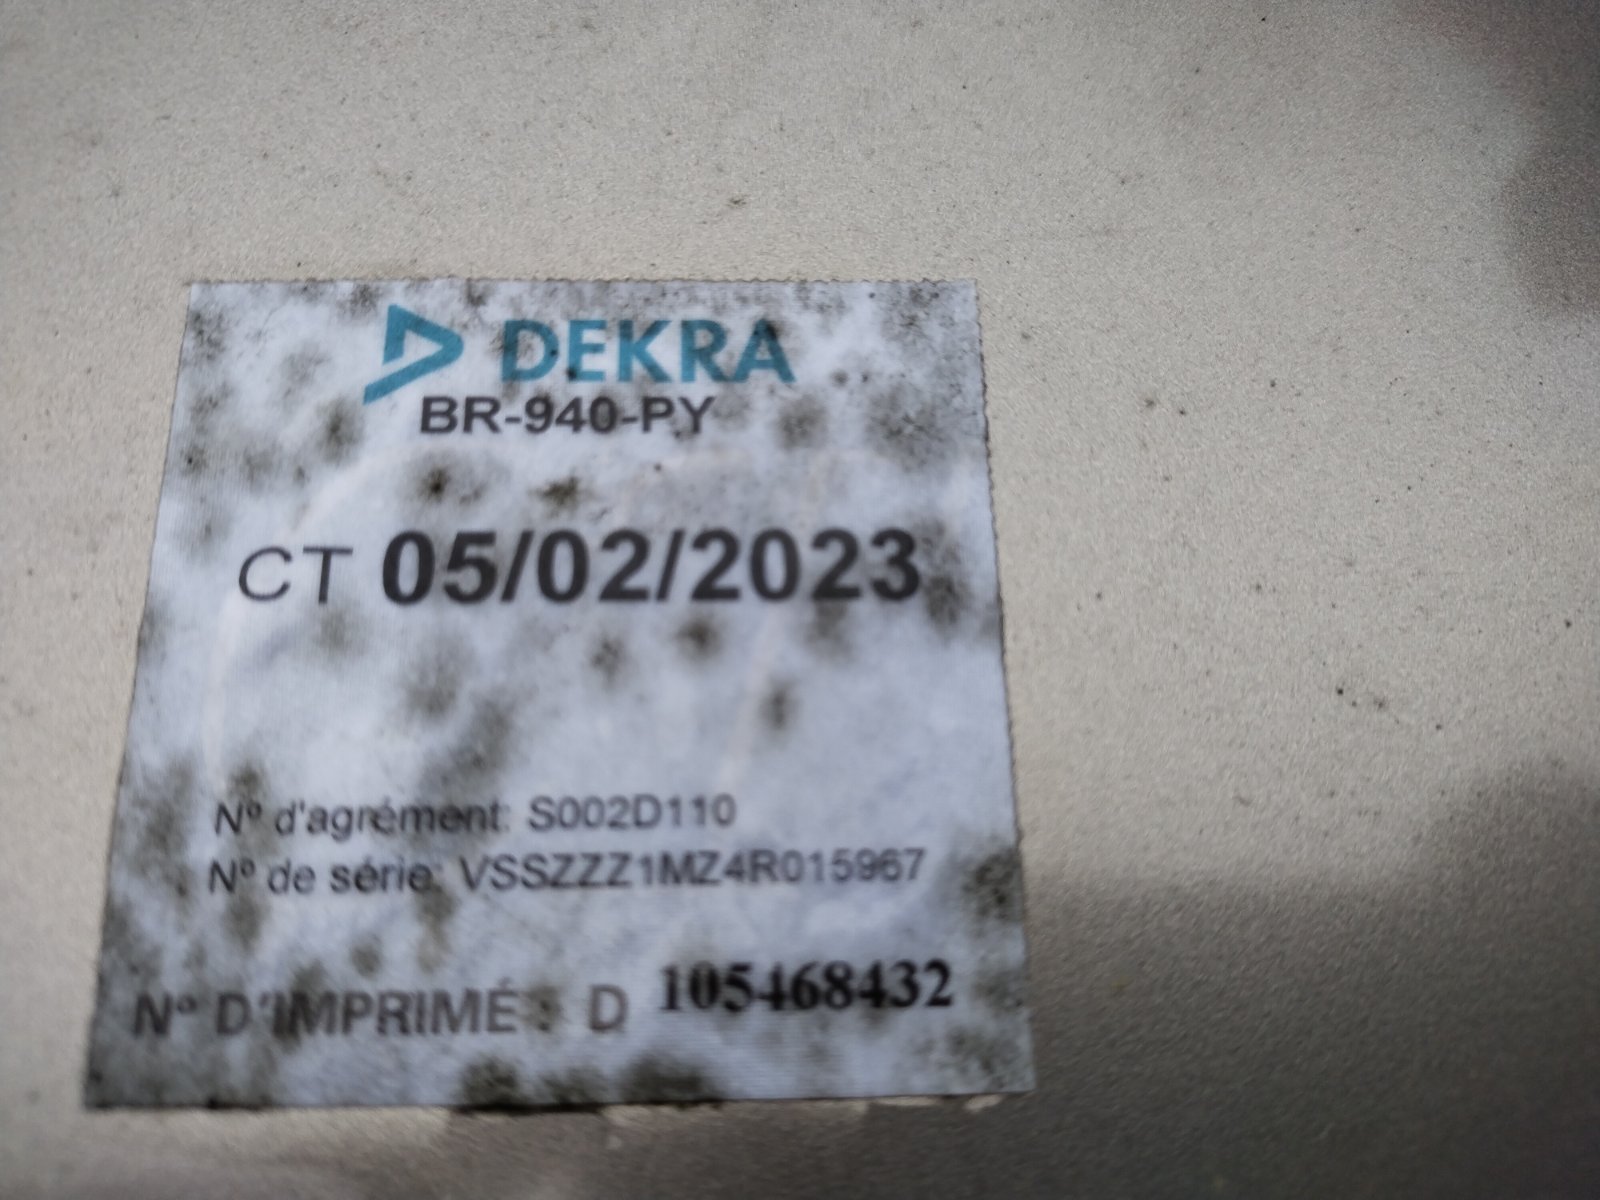 DEKRA
BR-940-PY
CT 05/02/2023
N° d'agrément: S002D110
N° de série: VSSZZZ1MZ4R015967
N° D'IMPRIMÉ : D 105468432